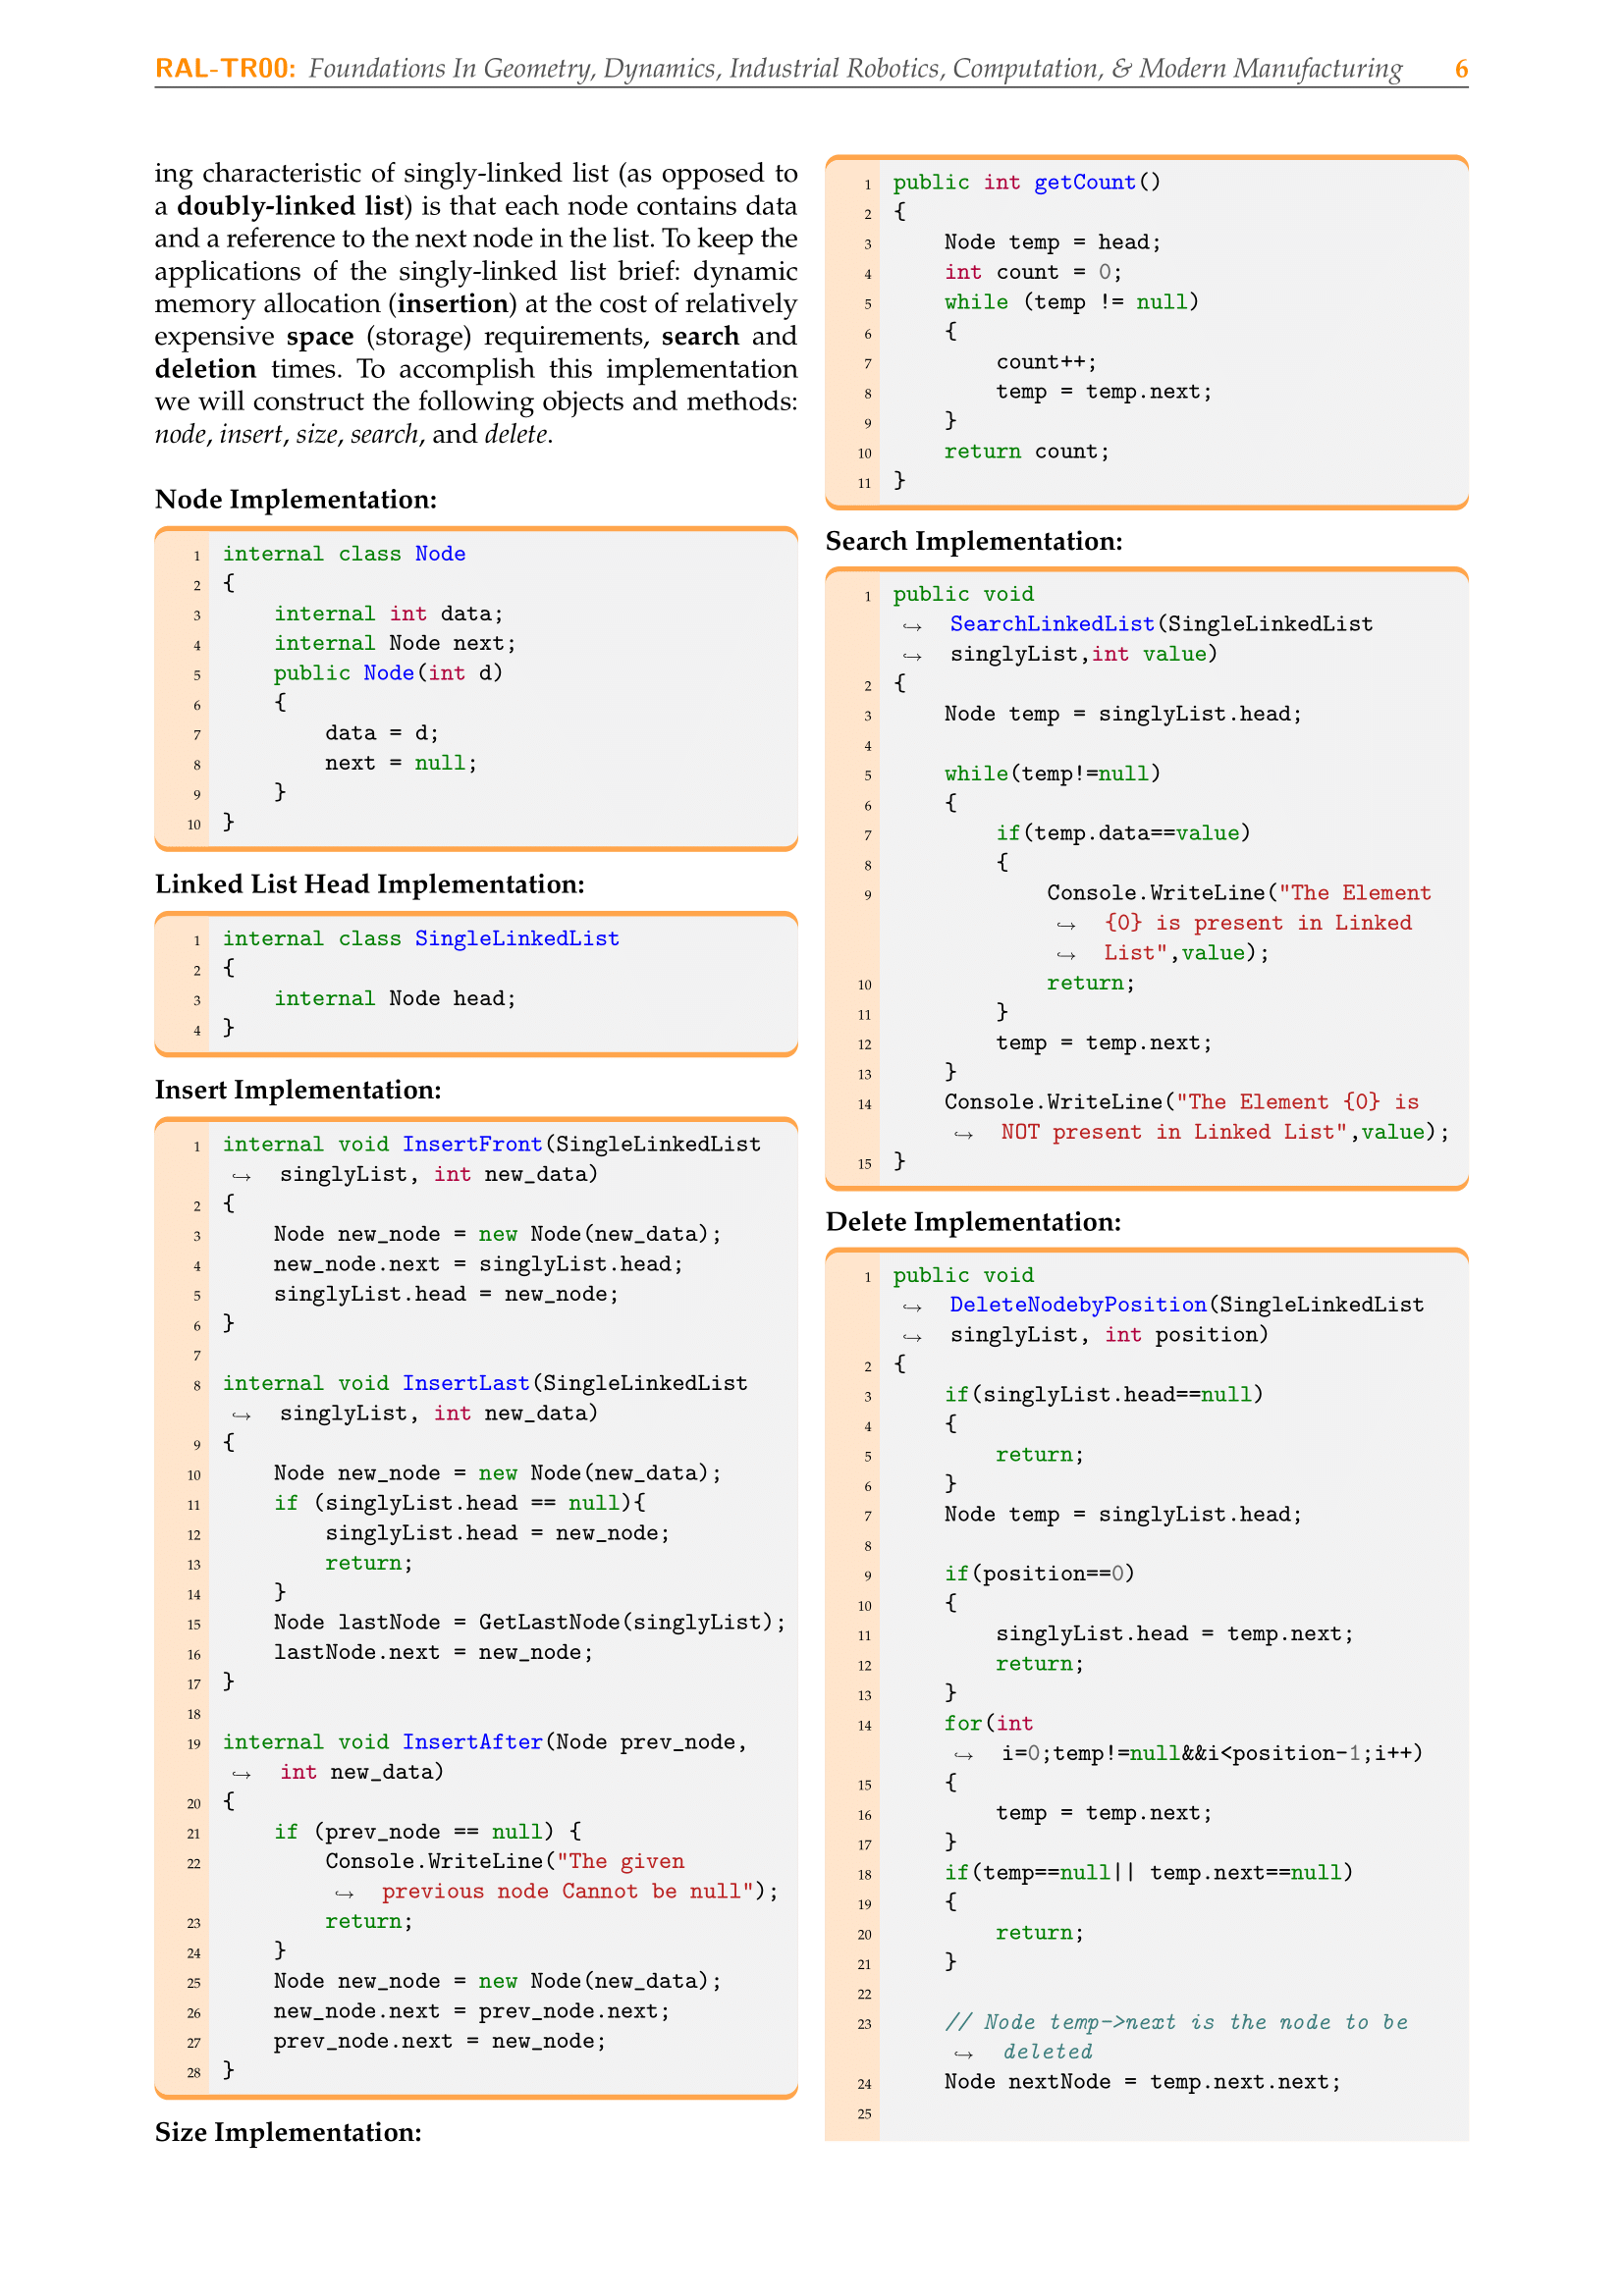 RAL-TR00: Foundations In Geometry, Dynamics, Industrial Robotics, Computation, & Modern Manufacturing 6
ing characteristic of singly-linked list (as opposed to
a doubly-linked list) is that each node contains data
and a reference to the next node in the list. To keep the
applications of the singly-linked list brief: dynamic
memory allocation (insertion) at the cost of relatively
expensive space (storage) requirements, search and
deletion times. To accomplish this implementation
we will construct the following objects and methods:
node, insert, size, search, and delete.
Node Implementation:
1 internal class Node
2 {
3     internal int data;
4     internal Node next;
5     public Node(int d)
6     {
7         data = d;
8         next = null;
9     }
10 }
Linked List Head Implementation:
1 internal class SingleLinkedList
2 {
3     internal Node head;
4 }
Insert Implementation:
1 internal void InsertFront(SingleLinkedList
↪ singlyList, int new_data)
2 {
3     Node new_node = new Node(new_data);
4     new_node.next = singlyList.head;
5     singlyList.head = new_node;
6 }
7
8 internal void InsertLast(SingleLinkedList
↪ singlyList, int new_data)
9 {
10     Node new_node = new Node(new_data);
11     if (singlyList.head == null){
12         singlyList.head = new_node;
13         return;
14     }
15     Node lastNode = GetLastNode(singlyList);
16     lastNode.next = new_node;
17 }
18
19 internal void InsertAfter(Node prev_node,
↪ int new_data)
20 {
21     if (prev_node == null) {
22         Console.WriteLine("The given
↪ previous node Cannot be null");
23         return;
24     }
25     Node new_node = new Node(new_data);
26     new_node.next = prev_node.next;
27     prev_node.next = new_node;
28 }
Size Implementation:
1 public int getCount()
2 {
3     Node temp = head;
4     int count = 0;
5     while (temp != null)
6     {
7         count++;
8         temp = temp.next;
9     }
10     return count;
11 }
Search Implementation:
1 public void
↪ SearchLinkedList(SingleLinkedList
↪ singlyList,int value)
2 {
3     Node temp = singlyList.head;
4
5     while(temp!=null)
6     {
7         if(temp.data==value)
8         {
9             Console.WriteLine("The Element
↪ {0} is present in Linked
↪ List",value);
10             return;
11         }
12         temp = temp.next;
13     }
14     Console.WriteLine("The Element {0} is
↪ NOT present in Linked List",value);
15 }
Delete Implementation:
1 public void
↪ DeleteNodebyPosition(SingleLinkedList
↪ singlyList, int position)
2 {
3     if(singlyList.head==null)
4     {
5         return;
6     }
7     Node temp = singlyList.head;
8
9     if(position==0)
10     {
11         singlyList.head = temp.next;
12         return;
13     }
14     for(int
↪ i=0;temp!=null&&i<position-1;i++)
15     {
16         temp = temp.next;
17     }
18     if(temp==null|| temp.next==null)
19     {
20         return;
21     }
22
23     // Node temp->next is the node to be
↪ deleted
24     Node nextNode = temp.next.next;
25